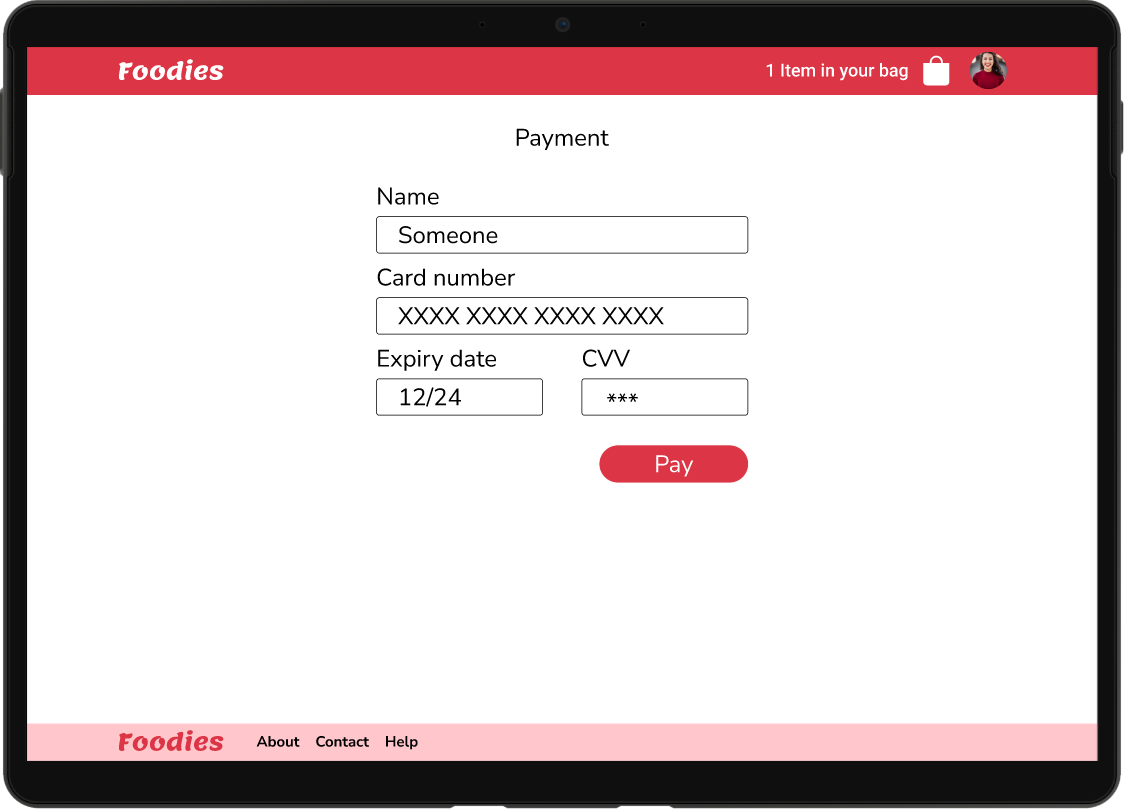 Foodies
1 Item in your bag
Payment
Name
Someone
Card number
XXXX XXXX XXXX XXXX
Expiry date CVV
12/24 ***
Pay
Foodies About Contact Help